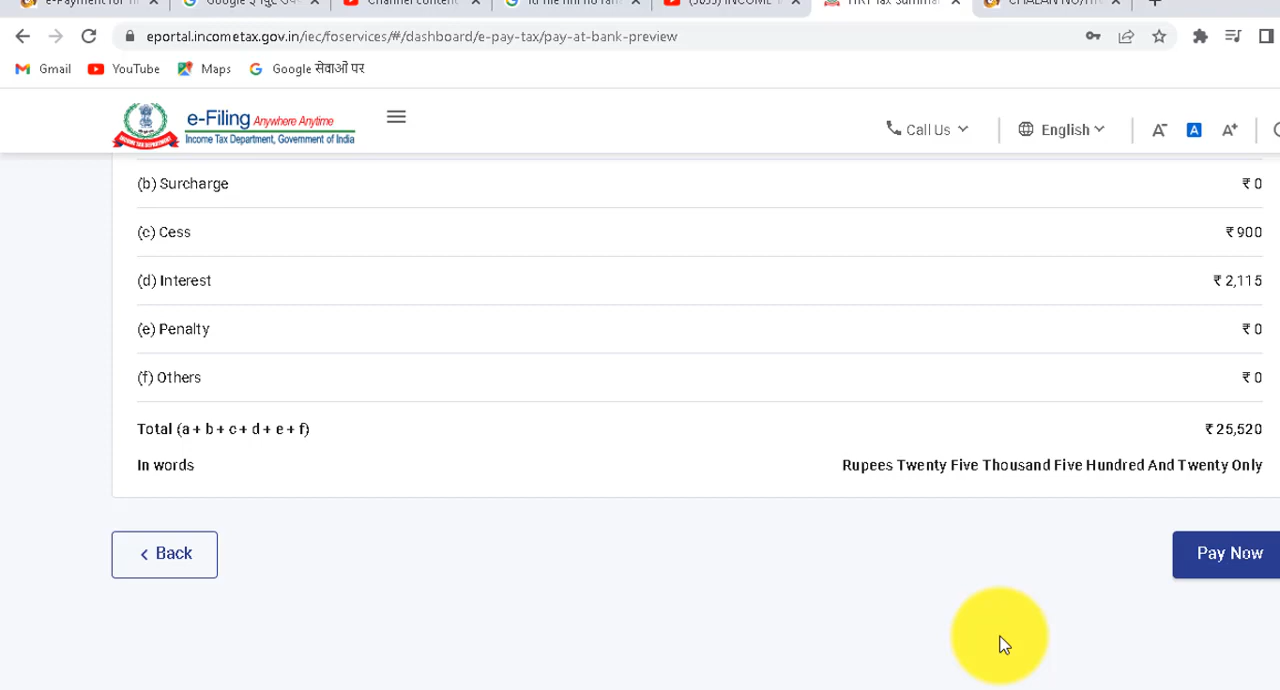 Channel content
eportal.incometax.gov.in/iec/foservices/#/dashboard/e-pay-tax/pay-at-bank-preview
Gmail YouTube Maps Google सेवाओं पर
e-Filing Anywhere Anytime
Income Tax Department, Government of India
Call Us English A- A A+
(b) Surcharge ₹ 0
(c) Cess ₹ 900
(d) Interest ₹ 2,115
(e) Penalty ₹ 0
(f) Others ₹ 0
Total (a + b + c + d + e + f) ₹ 25,520
In words Rupees Twenty Five Thousand Five Hundred And Twenty Only
Back Pay Now